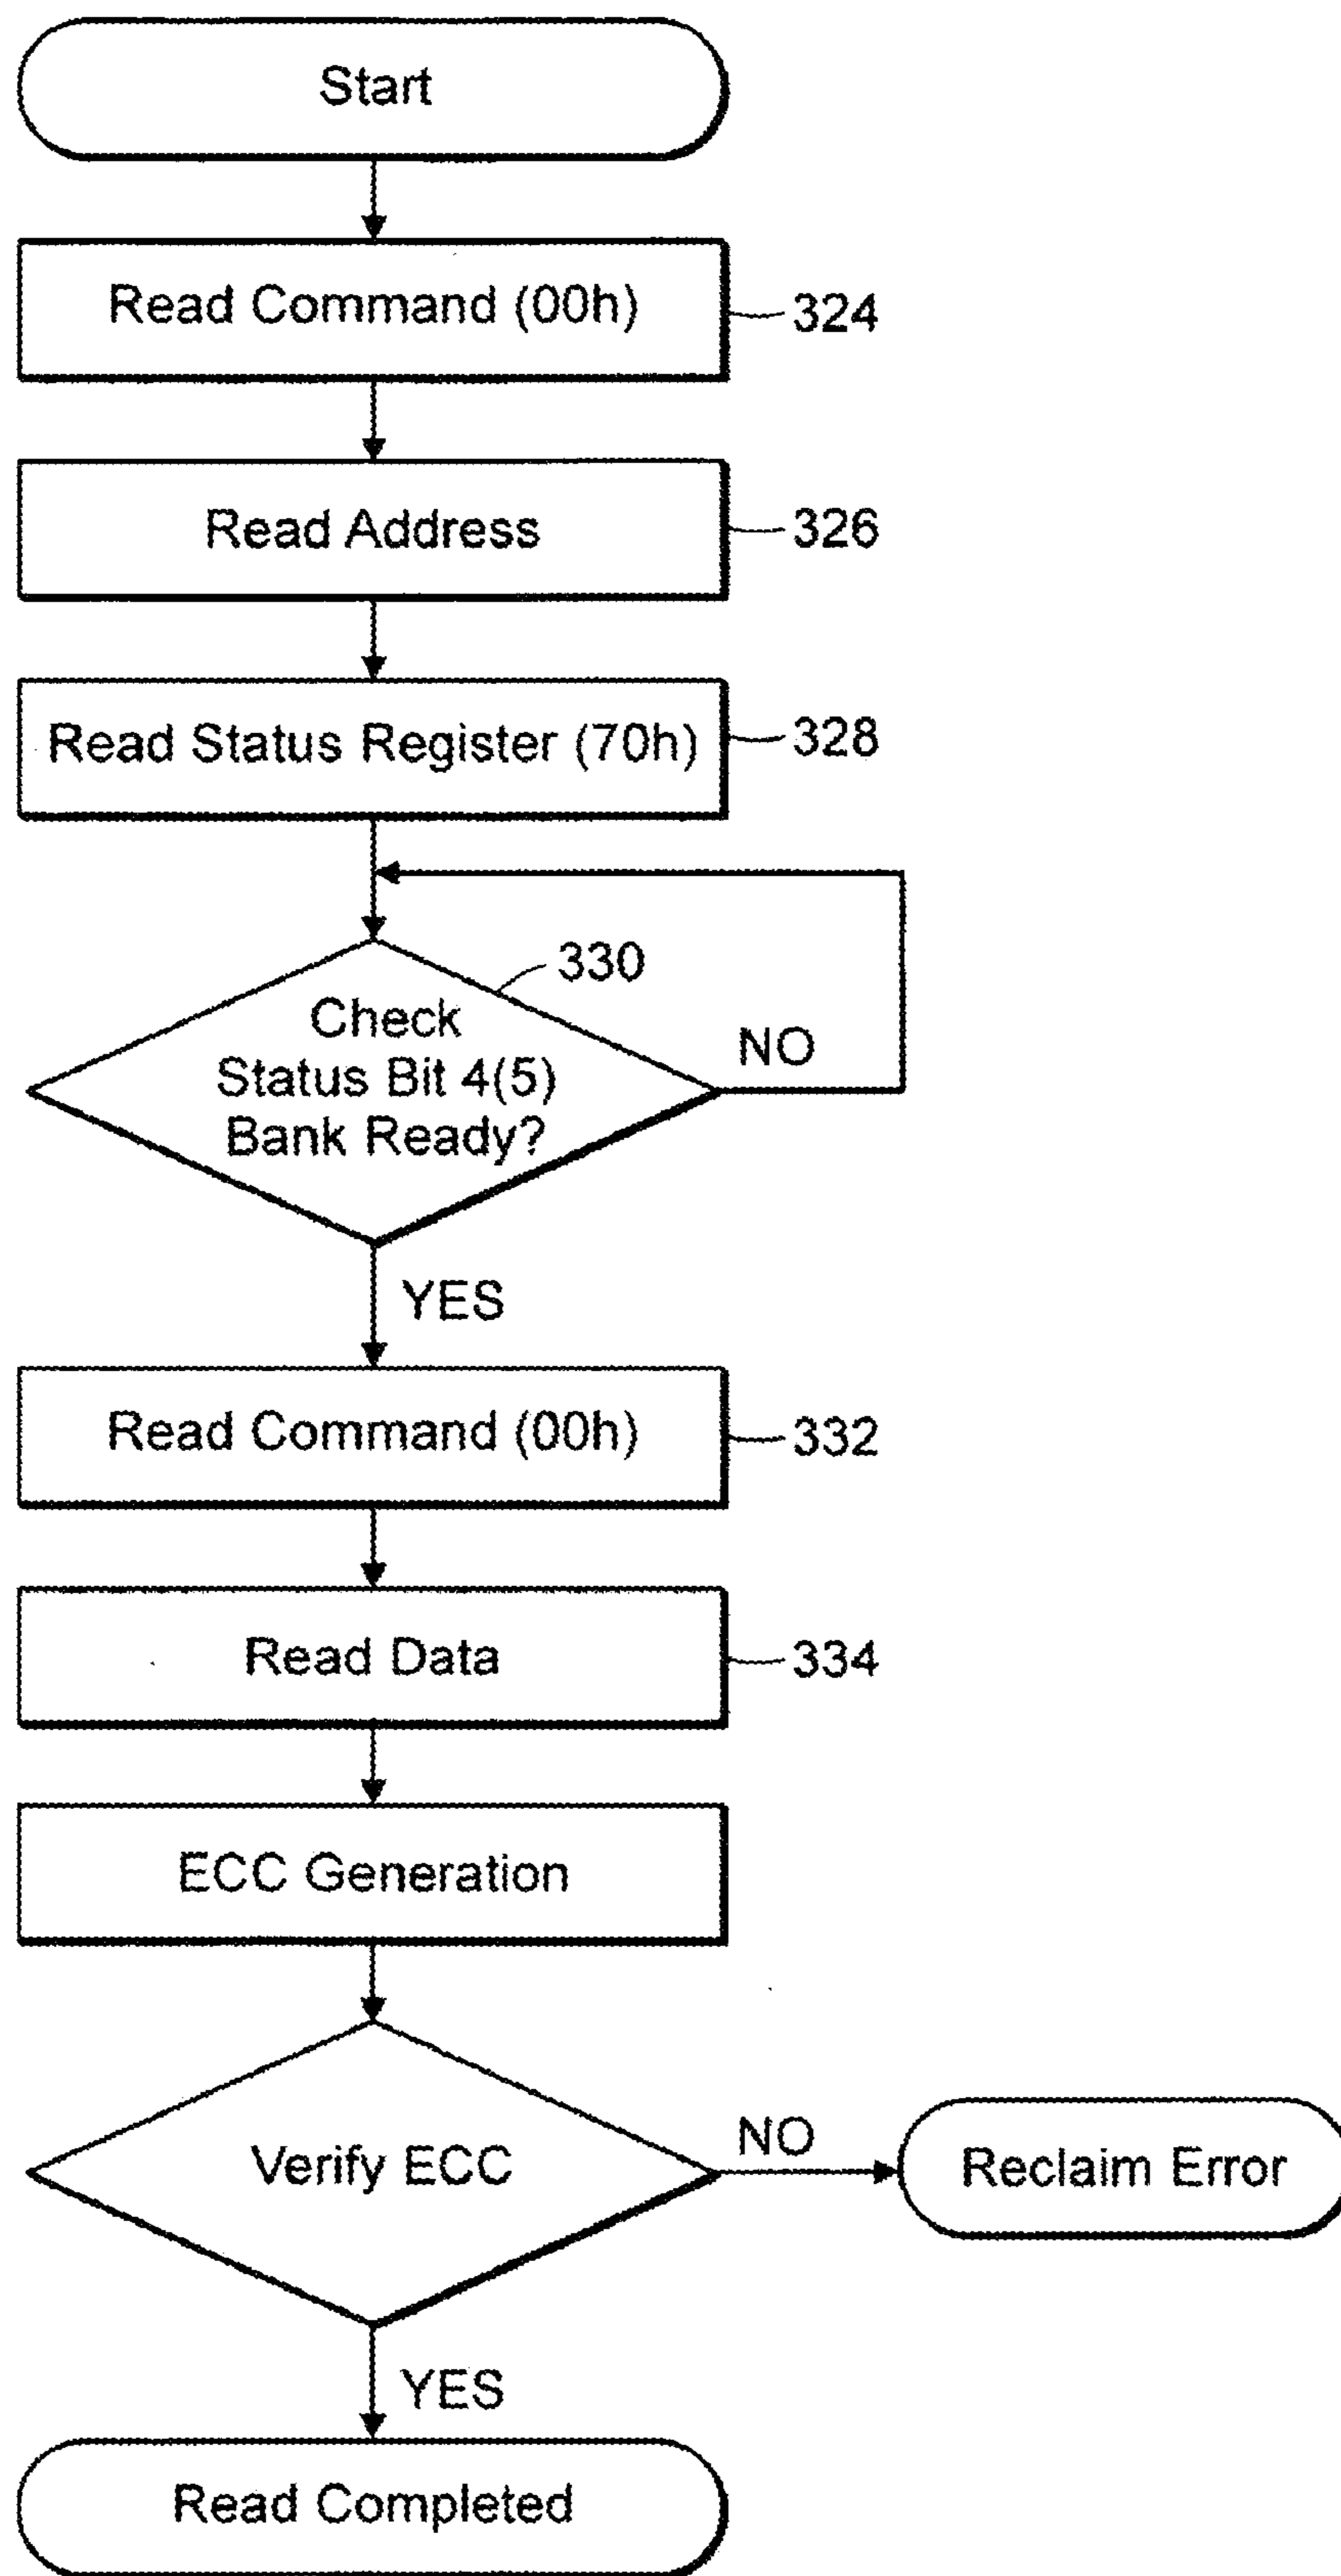 Start
Read Command (00h)
324
Read Address
326
Read Status Register (70h)
328
330
Check
Status Bit 4(5)
Bank Ready?
NO
YES
Read Command (00h)
332
Read Data
334
ECC Generation
Verify ECC
NO
Reclaim Error
YES
Read Completed